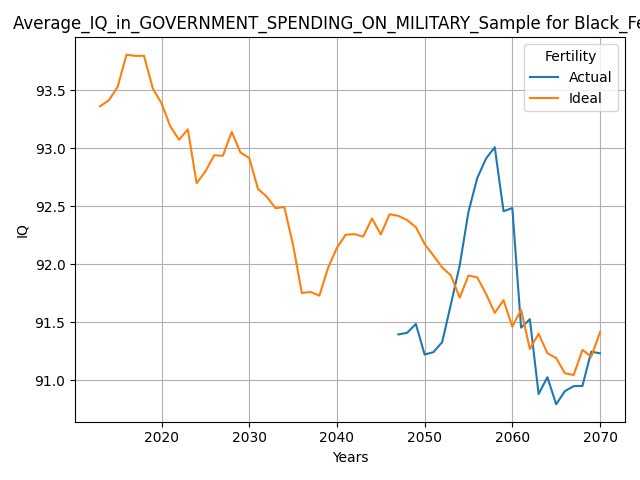 Average_IQ_in_GOVERNMENT_SPENDING_ON_MILITARY_Sample for Black_Fe
Fertility
Actual
Ideal
93.5
93.0
92.5
92.0
91.5
91.0
IQ
2020 2030 2040 2050 2060 2070
Years